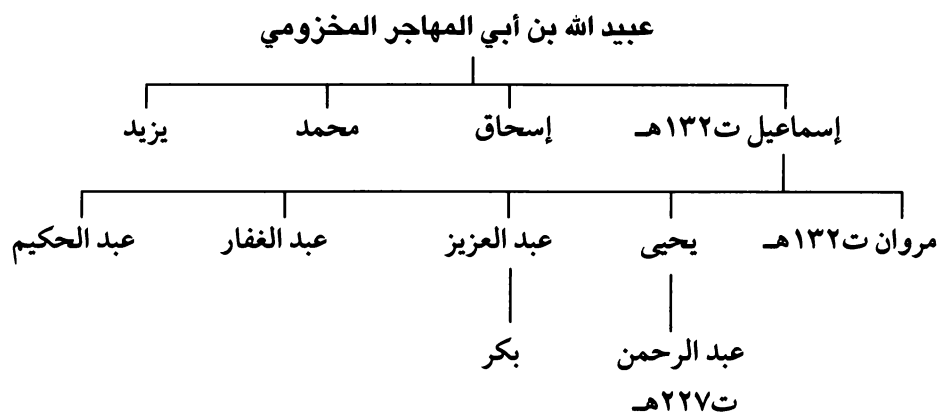 عبيد الله بن أبي المهاجر المخزومي
إسماعيل ت١٣٢هـ إسحاق محمد يزيد
مروان ت١٣٢هـ يحيى عبد العزيز عبد الغفار عبد الحكيم
عبد الرحمن بكر
ت٢٢٧هـ